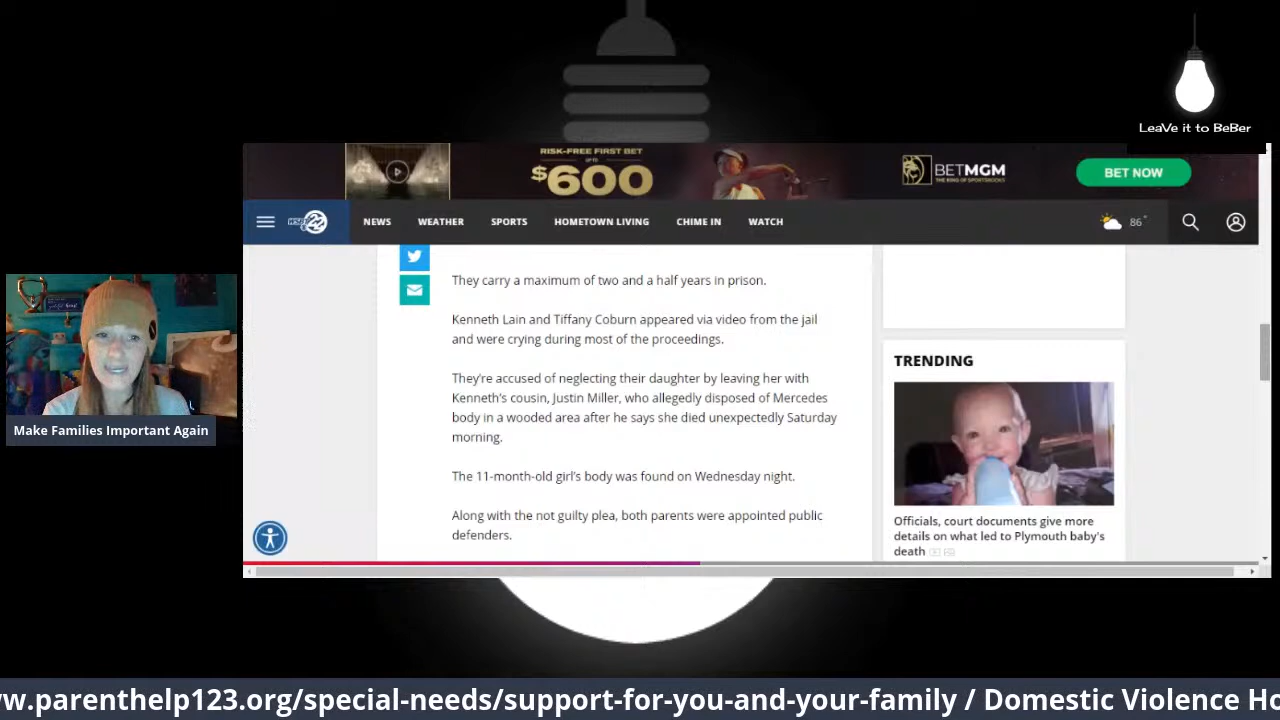 LeaVe it to BeBer
RISK-FREE FIRST BET
UP TO
$600
BETMGM
THE KING OF SPORTSBOOKS
BET NOW
NEWS
WEATHER
SPORTS
HOMETOWN LIVING
CHIME IN
WATCH
86°
They carry a maximum of two and a half years in prison.
Kenneth Lain and Tiffany Coburn appeared via video from the jail
and were crying during most of the proceedings.
They're accused of neglecting their daughter by leaving her with
Kenneth's cousin, Justin Miller, who allegedly disposed of Mercedes
body in a wooded area after he says she died unexpectedly Saturday
morning.
The 11-month-old girl's body was found on Wednesday night.
Along with the not guilty plea, both parents were appointed public
defenders.
TRENDING
Officials, court documents give more
details on what led to Plymouth baby's
death
Make Families Important Again
w.parenthelp123.org/special-needs/support-for-you-and-your-family / Domestic Violence Ho